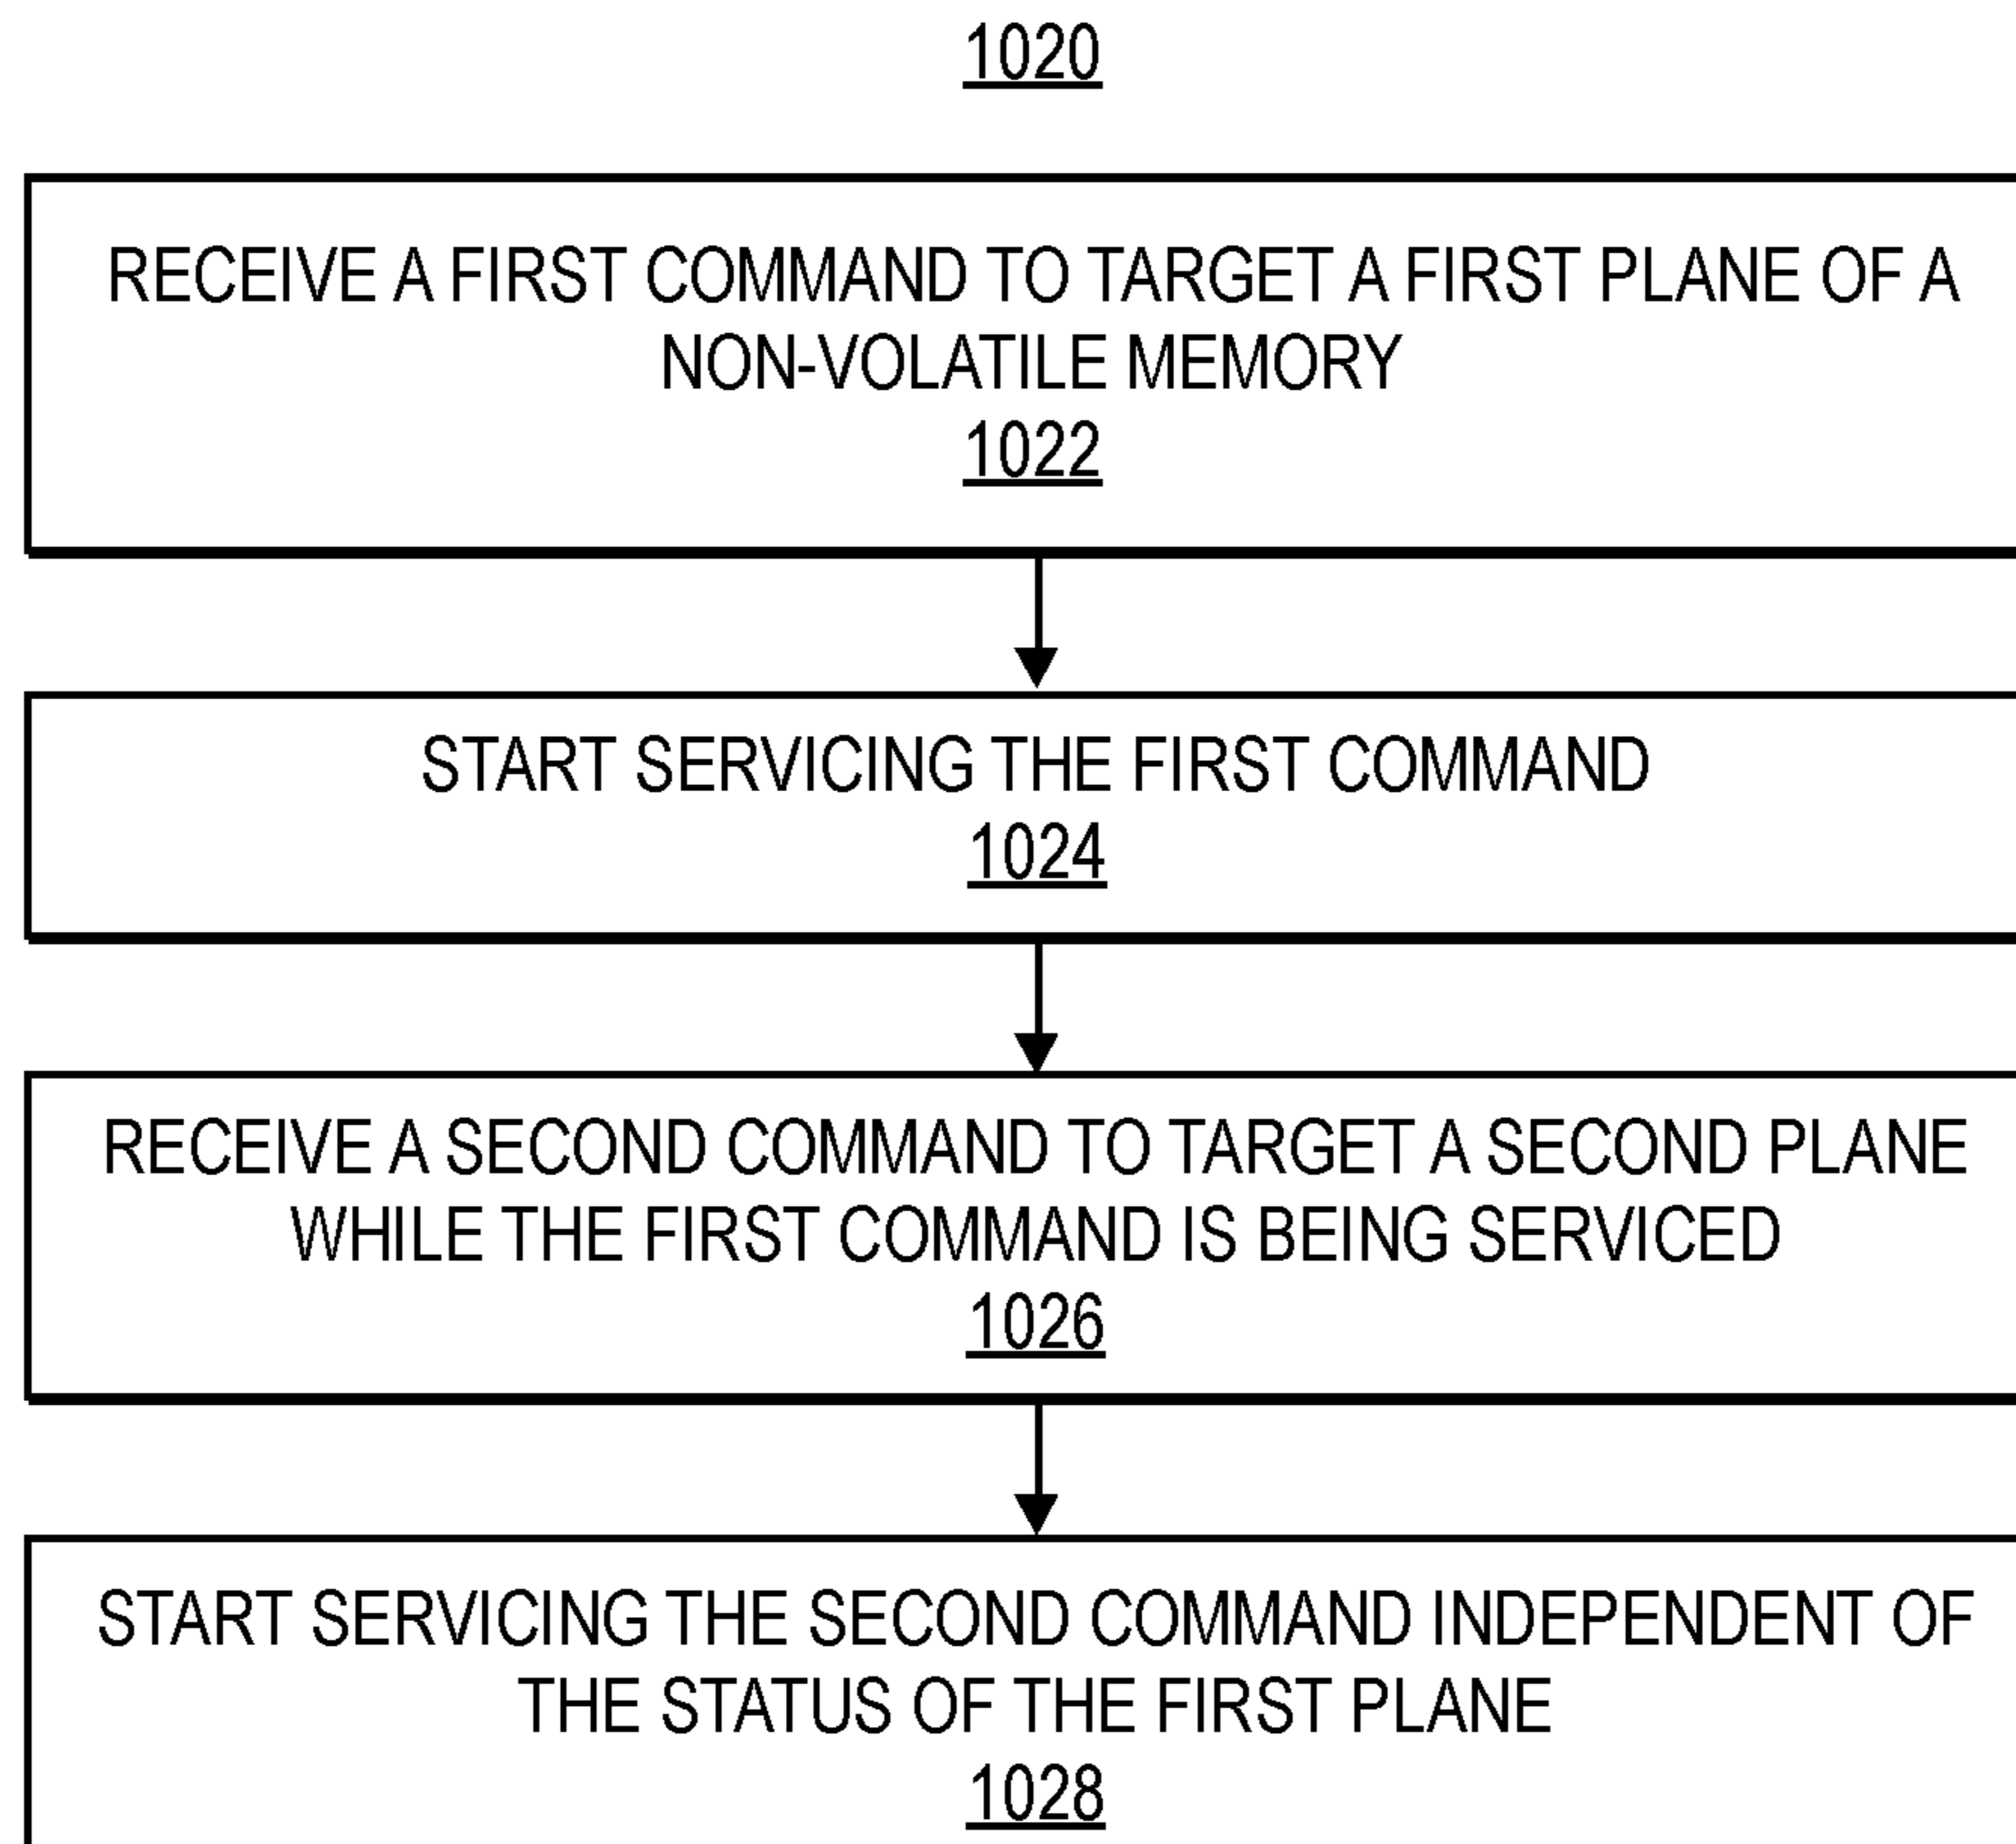 1020
RECEIVE A FIRST COMMAND TO TARGET A FIRST PLANE OF A
NON-VOLATILE MEMORY
1022
START SERVICING THE FIRST COMMAND
1024
RECEIVE A SECOND COMMAND TO TARGET A SECOND PLANE
WHILE THE FIRST COMMAND IS BEING SERVICED
1026
START SERVICING THE SECOND COMMAND INDEPENDENT OF
THE STATUS OF THE FIRST PLANE
1028